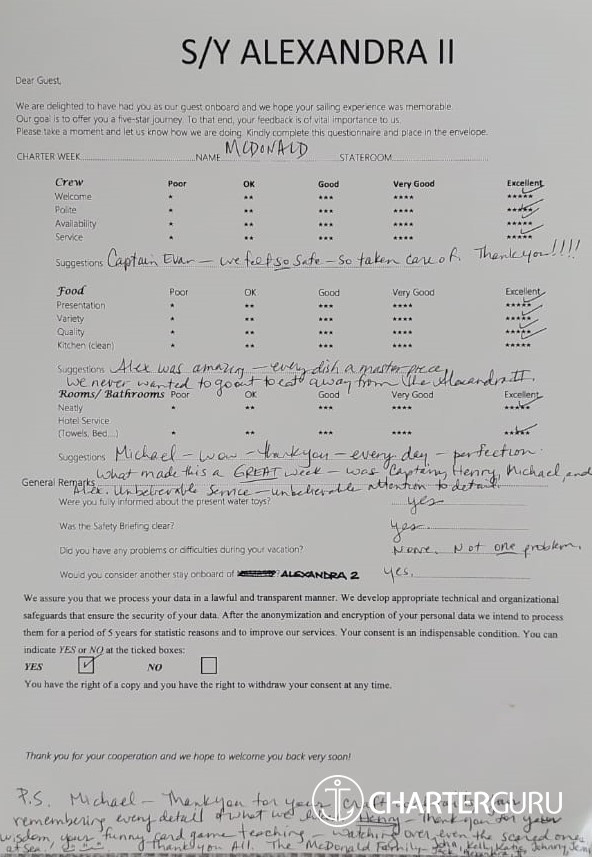 S/Y ALEXANDRA II
Dear Guest,
We are delighted to have had you as our guest onboard and we hope your sailing experience was memorable.
Our goal is to offer you a five-star journey. To that end, your feedback is of vital importance to us.
Please take a moment and let us know how we are doing. Kindly complete this questionnaire and place in the envelope.
CHARTER WEEK NAME MCDONALD STATEROOM
Crew Poor OK Good Very Good Excellent
Welcome * ** *** **** *****
Polite * ** *** **** *****
Availability * ** *** **** *****
Service * ** *** **** *****
Suggestions Captain Evan – we felt so safe – so taken care of. Thank you!!!!
Food Poor OK Good Very Good Excellent
Presentation * ** *** **** *****
Variety * ** *** **** *****
Quality * ** *** **** *****
Kitchen (clean) * ** *** **** *****
Suggestions Alex was amazing – every dish a masterpiece,
we never wanted to go out to eat away from the Alexandra II.
Rooms/ Bathrooms Poor OK Good Very Good Excellent
Neatly * ** *** **** *****
Hotel Service
(Towels, Bed....) * ** *** **** *****
Suggestions Michael – wow – thank you – every day – perfection.
What made this a GREAT week – was Captain, Henry, Michael, and
General Remarks Alex. Unbelievable service – unbelievable attention to detail.
Were you fully informed about the present water toys? yes
Was the Safety Briefing clear? yes.
Did you have any problems or difficulties during your vacation? None. Not one problem.
Would you consider another stay onboard of ALEXANDRA 2 yes.
We assure you that we process your data in a lawful and transparent manner. We develop appropriate technical and organizational
safeguards that ensure the security of your data. After the anonymization and encryption of your personal data we intend to process
them for a period of 5 years for statistic reasons and to improve our services. Your consent is an indispensable condition. You can
indicate YES or NO at the ticked boxes:
YES NO
You have the right of a copy and you have the right to withdraw your consent at any time.
Thank you for your cooperation and we hope to welcome you back very soon!
P.S. Michael – Thank you for your
CHARTERGURU
remembering every detail of what we Henry – Thank you for your
wisdom, your funny card game teaching – watching over even the scared ones
at sea! Thank you All. The McDonald Family – John, Kelly, Katie, Johnny,